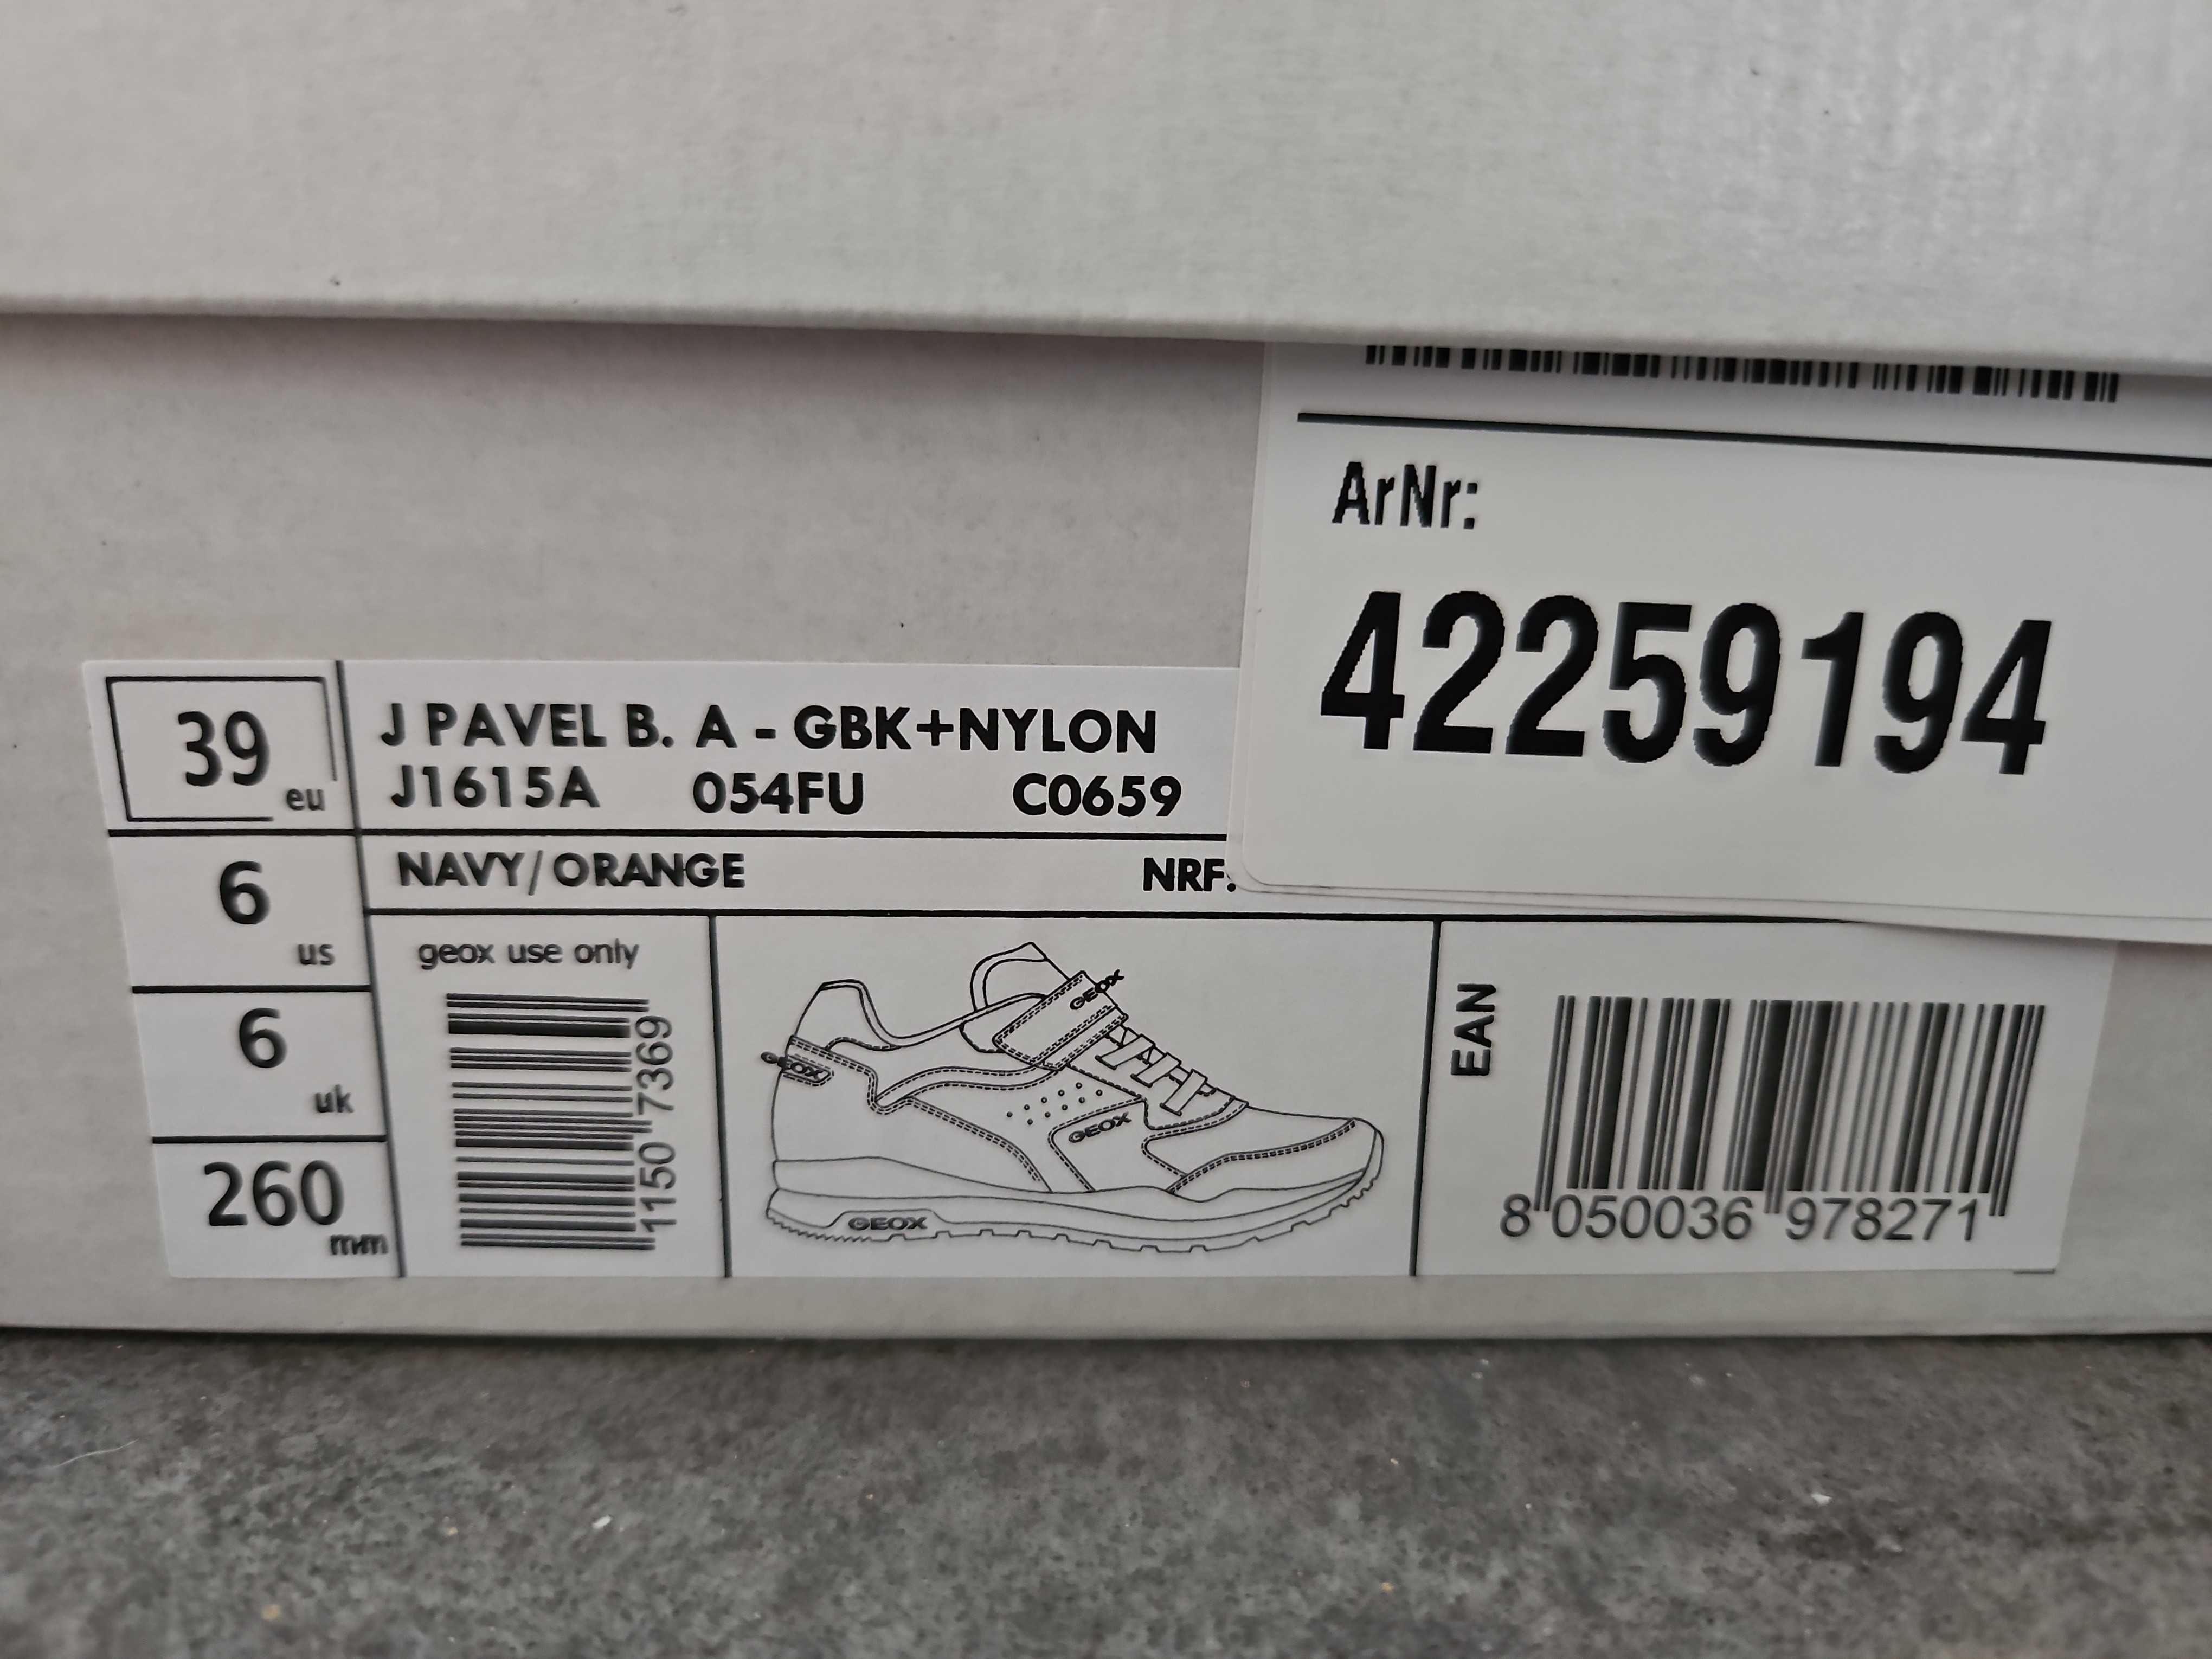 ArNr:
42259194
39 eu
6 us
6 uk
260 mm
J PAVEL B. A - GBK+NYLON
J1615A 054FU C0659
NAVY/ORANGE NRF.
geox use only
1150 7369
GEOX
GEOX
GEOX
GEOX
EAN
8 050036 978271